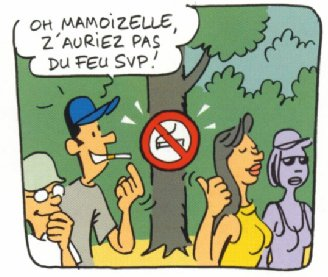 OH MAMOIZELLE,
Z'AURIEZ PAS
DU FEU SVP!